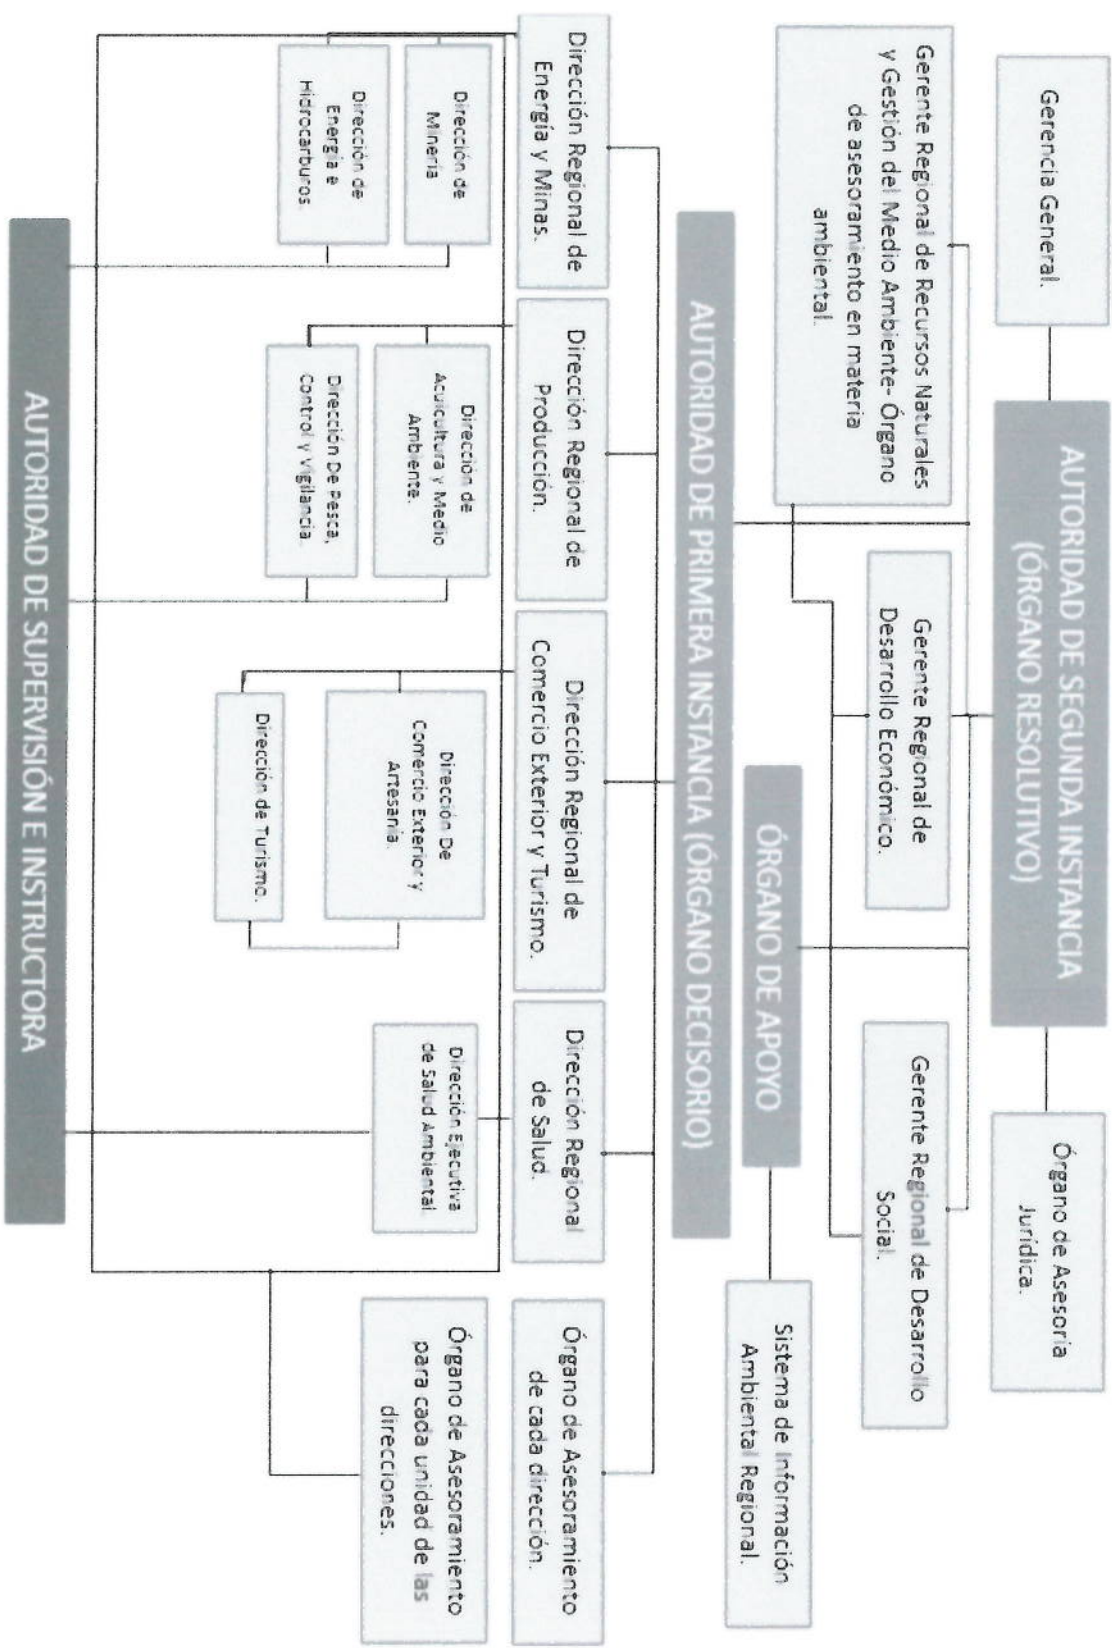 Gerencia General.
AUTORIDAD DE SEGUNDA INSTANCIA
(ÓRGANO RESOLUTIVO)
Órgano de Asesoría
Jurídica.
Gerente Regional de Recursos Naturales
y Gestión del Medio Ambiente- Órgano
de asesoramiento en materia
ambiental.
Gerente Regional de
Desarrollo Económico.
Gerente Regional de Desarrollo
Social.
ÓRGANO DE APOYO
Sistema de Información
Ambiental Regional.
AUTORIDAD DE PRIMERA INSTANCIA (ÓRGANO DECISORIO)
Dirección Regional de
Energía y Minas.
Dirección Regional de
Producción.
Dirección Regional de
Comercio Exterior y Turismo.
Dirección Regional
de Salud.
Órgano de Asesoramiento
de cada dirección.
Dirección de
Minería
Dirección de
Energía e
Hidrocarburos.
Dirección de
Acuicultura y Medio
Ambiente.
Dirección De Pesca,
Control y Vigilancia.
Dirección De
Comercio Exterior y
Artesanía.
Dirección de Turismo.
Dirección Ejecutiva
de Salud Ambiental.
Órgano de Asesoramiento
para cada unidad de las
direcciones.
AUTORIDAD DE SUPERVISIÓN E INSTRUCTORA